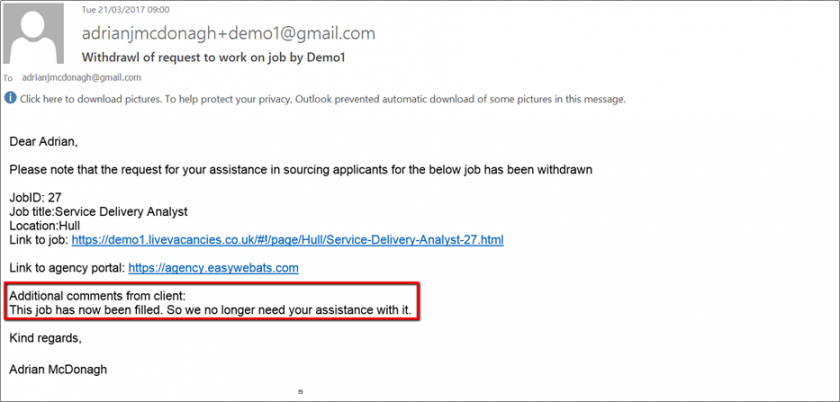 Tue 21/03/2017 09:00
adrianjmcdonagh+demo1@gmail.com
Withdrawl of request to work on job by Demo1
To adrianjmcdonagh@gmail.com
Click here to download pictures. To help protect your privacy, Outlook prevented automatic download of some pictures in this message.
Dear Adrian,
Please note that the request for your assistance in sourcing applicants for the below job has been withdrawn
JobID: 27
Job title:Service Delivery Analyst
Location:Hull
Link to job: https://demo1.livevacancies.co.uk/#!/page/Hull/Service-Delivery-Analyst-27.html
Link to agency portal: https://agency.easywebats.com
Additional comments from client:
This job has now been filled. So we no longer need your assistance with it.
Kind regards,
Adrian McDonagh